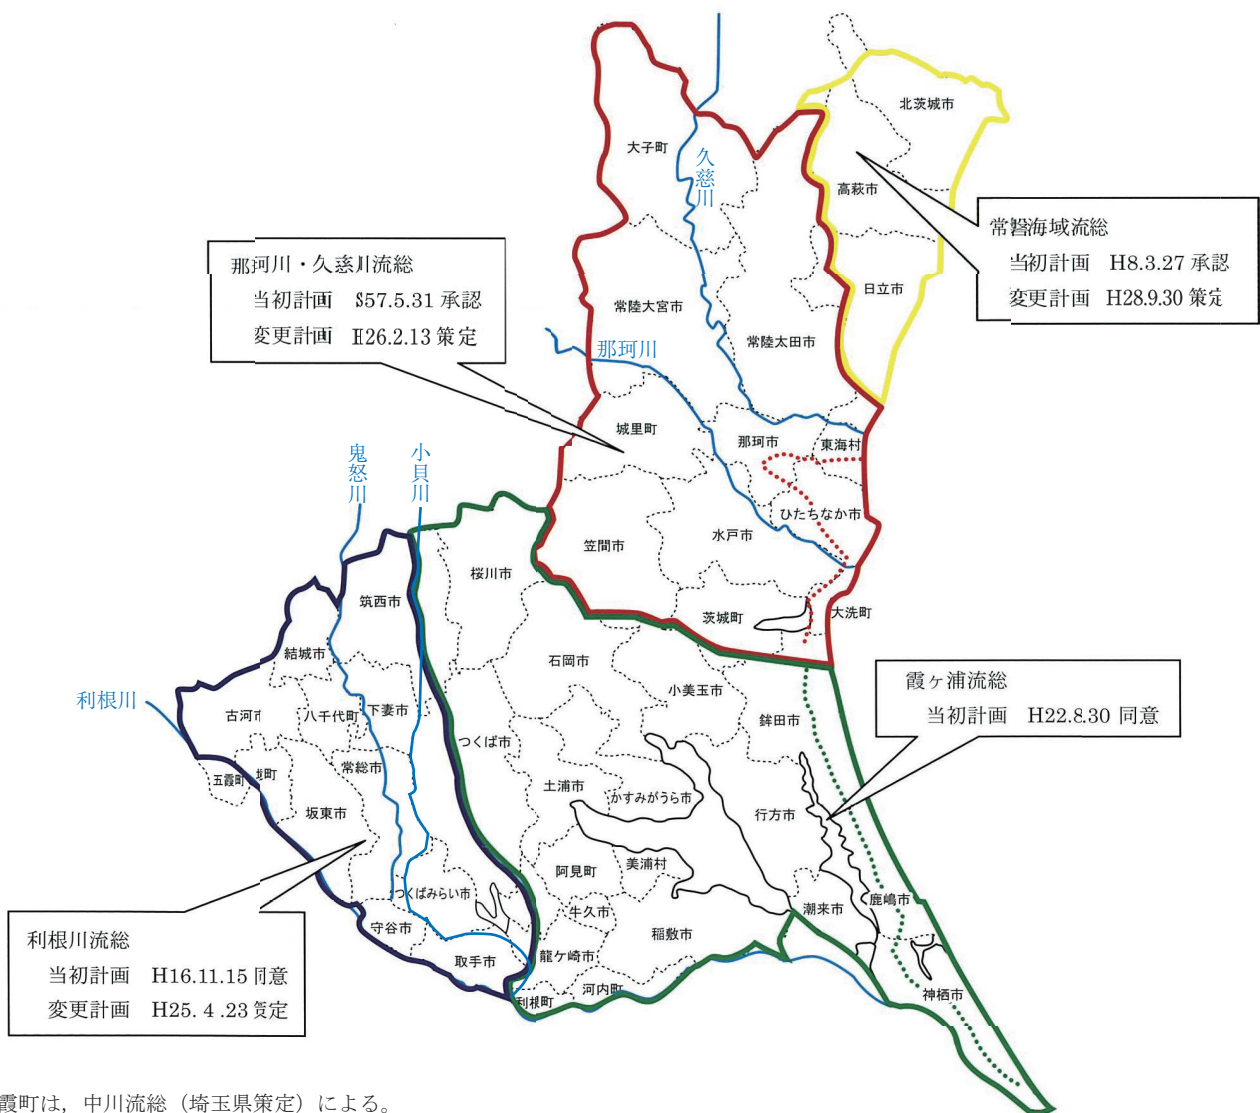 北茨城市
大子町
久慈川
高萩市
常磐海域流総
当初計画 H8.3.27 承認
変更計画 H28.9.30 策定
那珂川・久慈川流総
当初計画 S57.5.31 承認
変更計画 H26.2.13 策定
日立市
常陸大宮市
常陸太田市
那珂川
城里町
那珂市
東海村
鬼怒川
小貝川
ひたちなか市
水戸市
笠間市
桜川市
筑西市
茨城町
大洗町
結城市
石岡市
小美玉市
霞ヶ浦流総
当初計画 H22.8.30 同意
利根川
古河市
八千代町
下妻市
鉾田市
つくば市
五霞町
境町
常総市
土浦市
かすみがうら市
坂東市
行方市
阿見町
美浦村
つくばみらい市
牛久市
潮来市
鹿嶋市
守谷市
稲敷市
利根川流総
当初計画 H16.11.15 同意
変更計画 H25.4.23 策定
取手市
龍ケ崎市
利根町
河内町
神栖市
霞町は，中川流総（埼玉県策定）による。